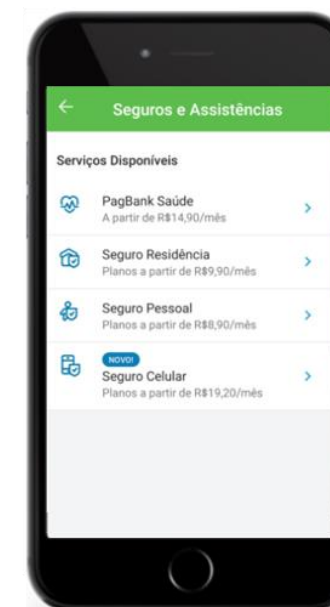 Seguros e Assistências
Serviços Disponíveis
PagBank Saúde
A partir de R$14,90/mês
Seguro Residência
Planos a partir de R$9,90/mês
Seguro Pessoal
Planos a partir de R$8,90/mês
NOVO!
Seguro Celular
Planos a partir de R$19,20/mês